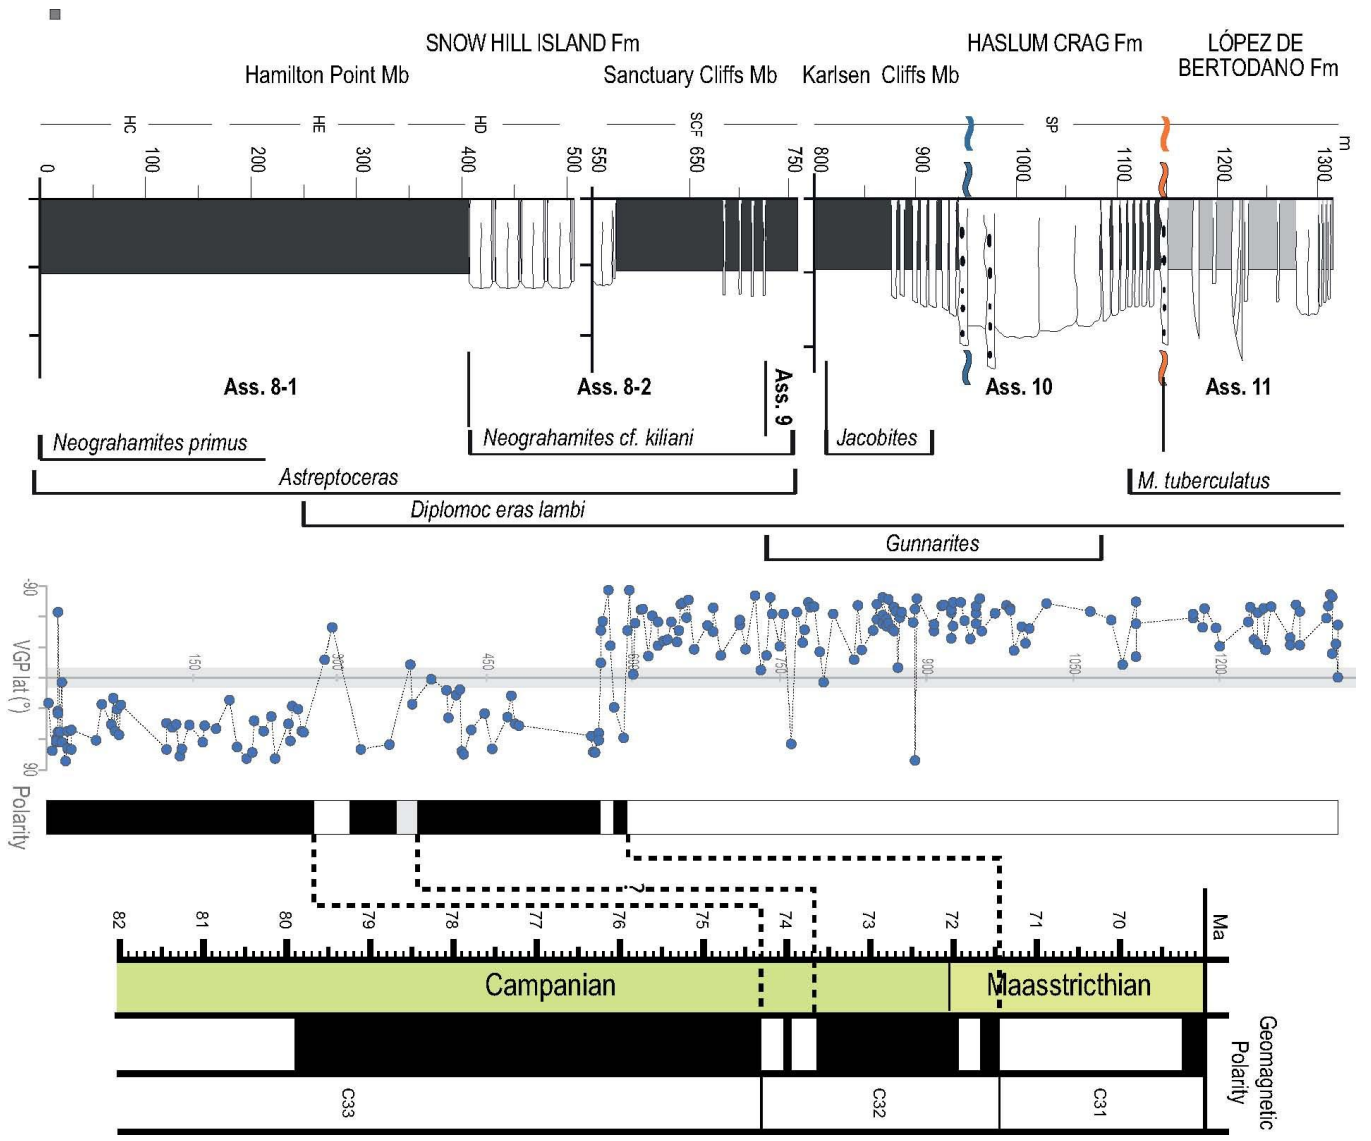 SNOW HILL ISLAND Fm
HASLUM CRAG Fm
LÓPEZ DE
BERTODANO Fm
Hamilton Point Mb
Sanctuary Cliffs Mb
Karlsen Cliffs Mb
HC
HE
HD
SCF
SP
m
0
100
200
300
400
500
550
650
750
800
900
1000
1100
1200
1300
Ass. 8-1
Ass. 8-2
Ass. 9
Ass. 10
Ass. 11
Neograhamites primus
Neograhamites cf. kiliani
Jacobites
Astreptoceras
M. tuberculatus
Diplomoc eras lambi
Gunnarites
-90
VGPlat (°)
90
150
300
450
600
750
900
1050
1200
Polarity
?
82
81
80
79
78
77
76
75
74
73
72
71
70
Ma
Campanian
Maasstricthian
Geomagnetic
Polarity
C33
C32
C31